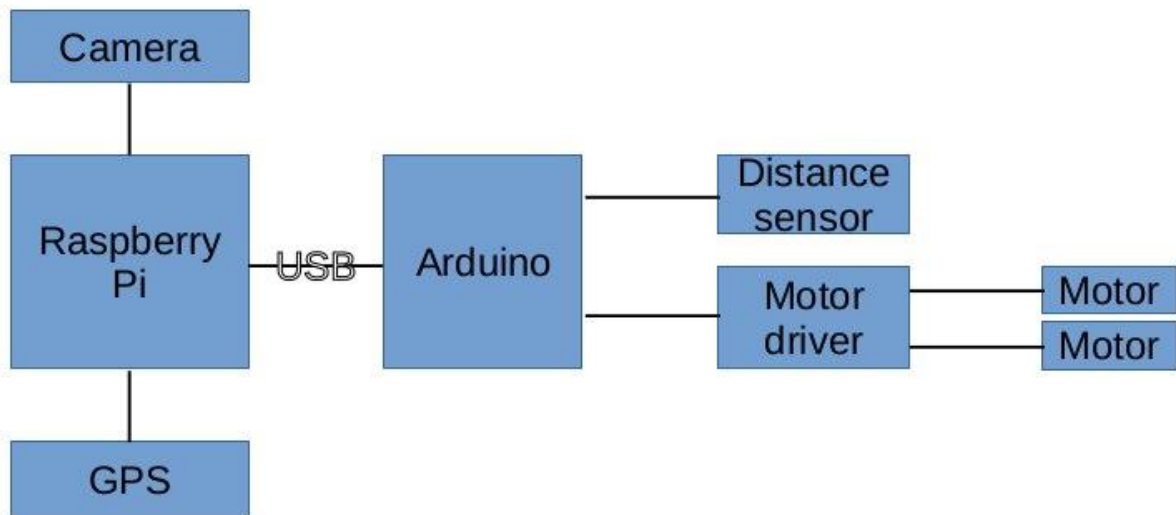 Camera
Raspberry
Pi
USB
Arduino
Distance
sensor
Motor
driver
Motor
Motor
GPS